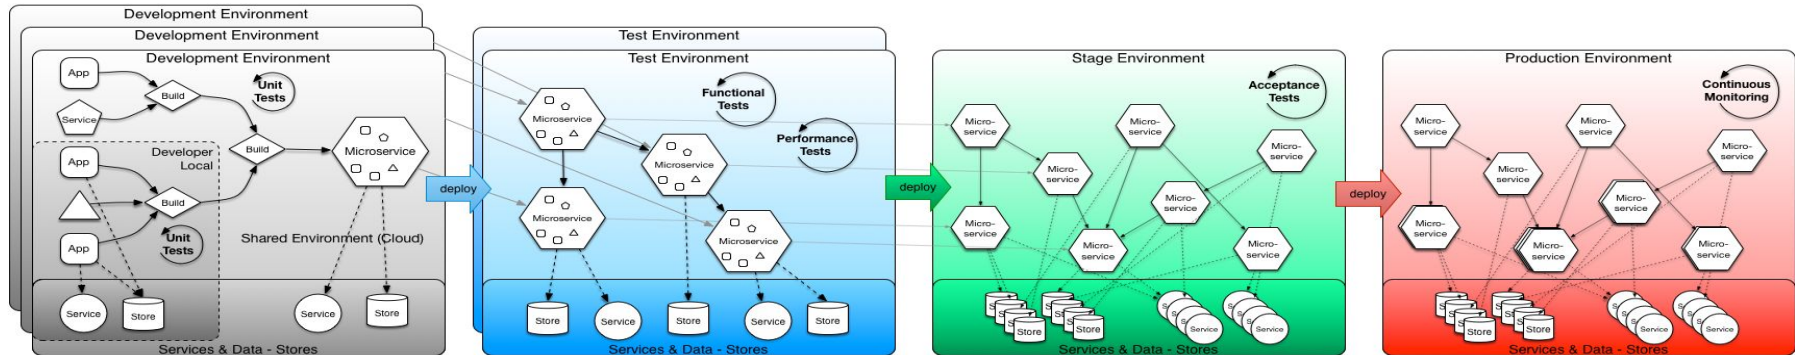 Development Environment
Development Environment
Development Environment
App
Service
Build
Unit
Tests
Build
Developer
Local
App
App
Build
Unit
Tests
Microservice
Shared Environment (Cloud)
Service
Store
Service
Store
Services & Data - Stores
deploy
Test Environment
Test Environment
Functional
Tests
Performance
Tests
Microservice
Microservice
Microservice
Microservice
Store
Service
Store
Service
Store
Services & Data - Stores
deploy
Stage Environment
Acceptance
Tests
Micro-
service
Micro-
service
Micro-
service
Micro-
service
Micro-
service
Micro-
service
Micro-
service
Micro-
service
Store
Store
Service
Service
Services & Data - Stores
deploy
Production Environment
Continuous
Monitoring
Micro-
service
Micro-
service
Micro-
service
Micro-
service
Micro-
service
Micro-
service
Micro-
service
Micro-
service
Store
Store
Service
Service
Services & Data - Stores